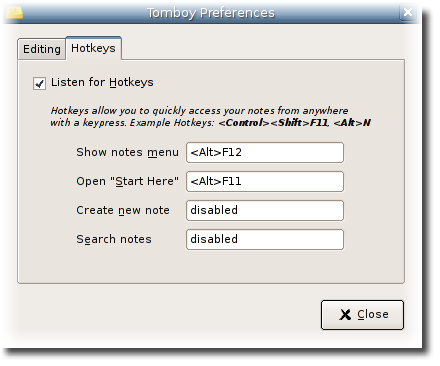 Tomboy Preferences
Editing
Hotkeys
Listen for Hotkeys
Hotkeys allow you to quickly access your notes from anywhere
with a keypress. Example Hotkeys: <Control><Shift>F11, <Alt>N
Show notes menu <Alt>F12
Open "Start Here" <Alt>F11
Create new note disabled
Search notes disabled
Close